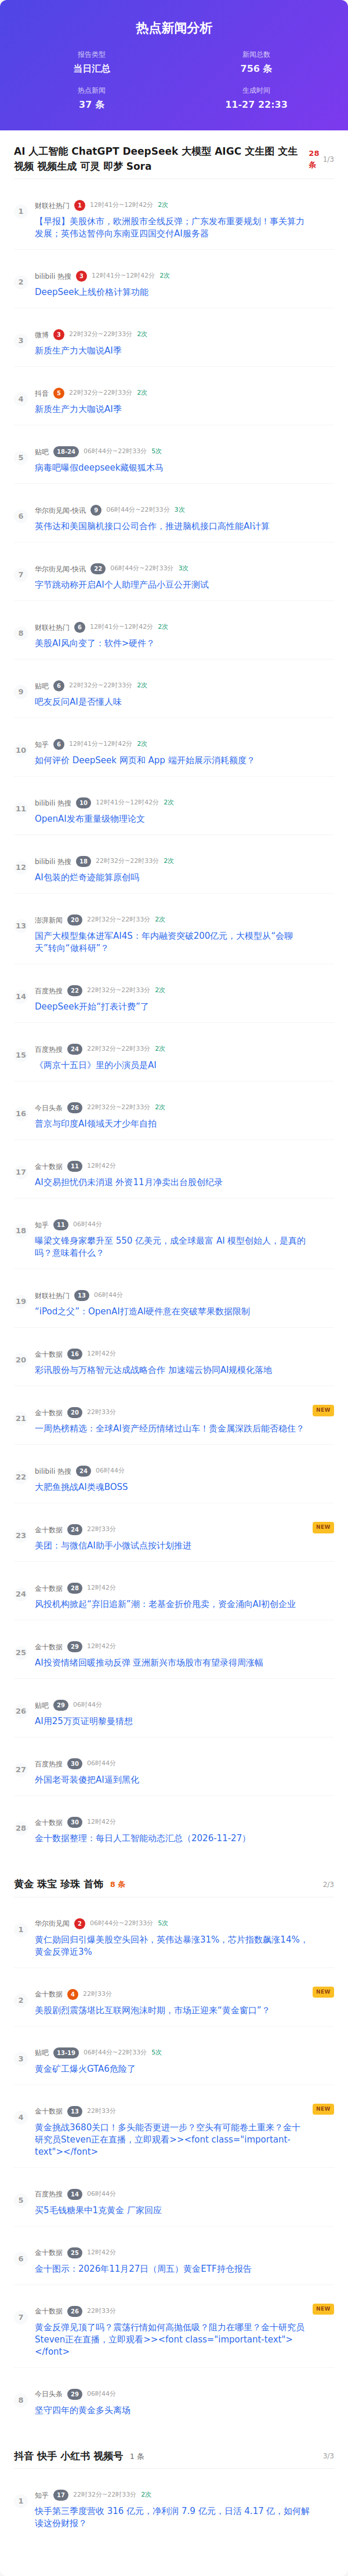 热点新闻分析
报告类型
当日汇总
新闻总数
756 条
热点新闻
37 条
生成时间
11-27 22:33
AI 人工智能 ChatGPT DeepSeek 大模型 AIGC 文生图 文生
视频 视频生成 可灵 即梦 Sora
28
条
1/3
1
财联社热门 1 12时41分~12时42分 2次
【早报】美股休市，欧洲股市全线反弹；广东发布重要规划！事关算力
发展；英伟达暂停向东南亚四国交付AI服务器
2
bilibili 热搜 3 12时41分~12时42分 2次
DeepSeek上线价格计算功能
3
微博 3 22时32分~22时33分 2次
新质生产力大咖说AI季
4
抖音 5 22时32分~22时33分 2次
新质生产力大咖说AI季
5
贴吧 18-24 06时44分~22时33分 5次
病毒吧曝假deepseek藏银狐木马
6
华尔街见闻-快讯 9 06时44分~22时33分 3次
英伟达和美国脑机接口公司合作，推进脑机接口高性能AI计算
7
华尔街见闻-快讯 22 06时44分~22时33分 3次
字节跳动称开启AI个人助理产品小豆公开测试
8
财联社热门 6 12时41分~12时42分 2次
美股AI风向变了：软件>硬件？
9
贴吧 6 22时32分~22时33分 2次
吧友反问AI是否懂人味
10
知乎 6 12时41分~12时42分 2次
如何评价 DeepSeek 网页和 App 端开始展示消耗额度？
11
bilibili 热搜 10 12时41分~12时42分 2次
OpenAI发布重量级物理论文
12
bilibili 热搜 18 22时32分~22时33分 2次
AI包装的烂奇迹能算原创吗
13
澎湃新闻 20 22时32分~22时33分 2次
国产大模型集体进军AI4S：年内融资突破200亿元，大模型从“会聊
天”转向“做科研”？
14
百度热搜 22 22时32分~22时33分 2次
DeepSeek开始“打表计费”了
15
百度热搜 24 22时32分~22时33分 2次
《两京十五日》里的小演员是AI
16
今日头条 26 22时32分~22时33分 2次
普京与印度AI领域天才少年自拍
17
金十数据 11 12时42分
AI交易担忧仍未消退 外资11月净卖出台股创纪录
18
知乎 11 06时44分
曝梁文锋身家攀升至 550 亿美元，成全球最富 AI 模型创始人，是真的
吗？意味着什么？
19
财联社热门 13 06时44分
“iPod之父”：OpenAI打造AI硬件意在突破苹果数据限制
20
金十数据 16 12时42分
彩讯股份与万格智元达成战略合作 加速端云协同AI规模化落地
21
金十数据 20 22时33分
NEW
一周热榜精选：全球AI资产经历情绪过山车！贵金属深跌后能否稳住？
22
bilibili 热搜 24 06时44分
大肥鱼挑战AI类魂BOSS
23
金十数据 24 22时33分
NEW
美团：与微信AI助手小微试点按计划推进
24
金十数据 28 12时42分
风投机构掀起“弃旧追新”潮：老基金折价甩卖，资金涌向AI初创企业
25
金十数据 29 12时42分
AI投资情绪回暖推动反弹 亚洲新兴市场股市有望录得周涨幅
26
贴吧 29 06时44分
AI用25万页证明黎曼猜想
27
百度热搜 30 06时44分
外国老哥装傻把AI逼到黑化
28
金十数据 30 12时42分
金十数据整理：每日人工智能动态汇总（2026-11-27）
黄金 珠宝 珍珠 首饰 8 条
2/3
1
华尔街见闻 2 06时44分~22时33分 5次
黄仁勋回归引爆美股空头回补，英伟达暴涨31%，芯片指数飙涨14%，
黄金反弹近3%
2
金十数据 4 22时33分
NEW
美股剧烈震荡堪比互联网泡沫时期，市场正迎来“黄金窗口”？
3
贴吧 13-19 06时44分~22时33分 5次
黄金矿工爆火GTA6危险了
4
金十数据 13 22时33分
NEW
黄金挑战3680关口！多头能否更进一步？空头有可能卷土重来？金十
研究员Steven正在直播，立即观看>><font class="important-
text"></font>
5
百度热搜 14 06时44分
买5毛钱糖果中1克黄金 厂家回应
6
金十数据 25 12时42分
金十图示：2026年11月27日（周五）黄金ETF持仓报告
7
金十数据 26 22时33分
NEW
黄金反弹见顶了吗？震荡行情如何高抛低吸？阻力在哪里？金十研究员
Steven正在直播，立即观看>><font class="important-text">
</font>
8
今日头条 29 06时44分
坚守四年的黄金多头离场
抖音 快手 小红书 视频号 1 条
3/3
1
知乎 17 22时32分~22时33分 2次
快手第三季度营收 316 亿元，净利润 7.9 亿元，日活 4.17 亿，如何解
读这份财报？